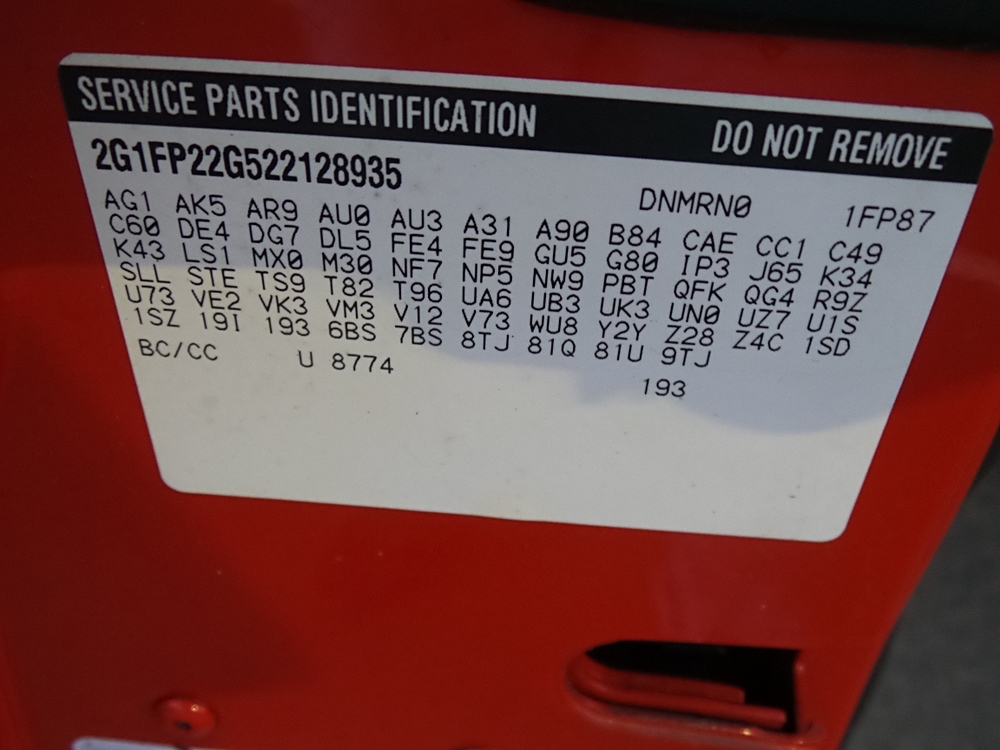 SERVICE PARTS IDENTIFICATION DO NOT REMOVE
2G1FP22G522128935 DNMRN0 1FP87
AG1 AK5 AR9 AU0 AU3 A31 A90 B84 CAE CC1 C49
C60 DE4 DG7 DL5 FE4 FE9 GU5 G80 IP3 J65 K34
K43 LS1 MX0 M30 NF7 NP5 NW9 PBT QFK QG4 R9Z
SLL STE TS9 T82 T96 UA6 UB3 UK3 UN0 UZ7 U1S
U73 VE2 VK3 VM3 V12 V73 WU8 Y2Y Z28 Z4C 1SD
1SZ 19I 193 6BS 7BS 8TJ 81Q 81U 9TJ
BC/CC U 8774 193